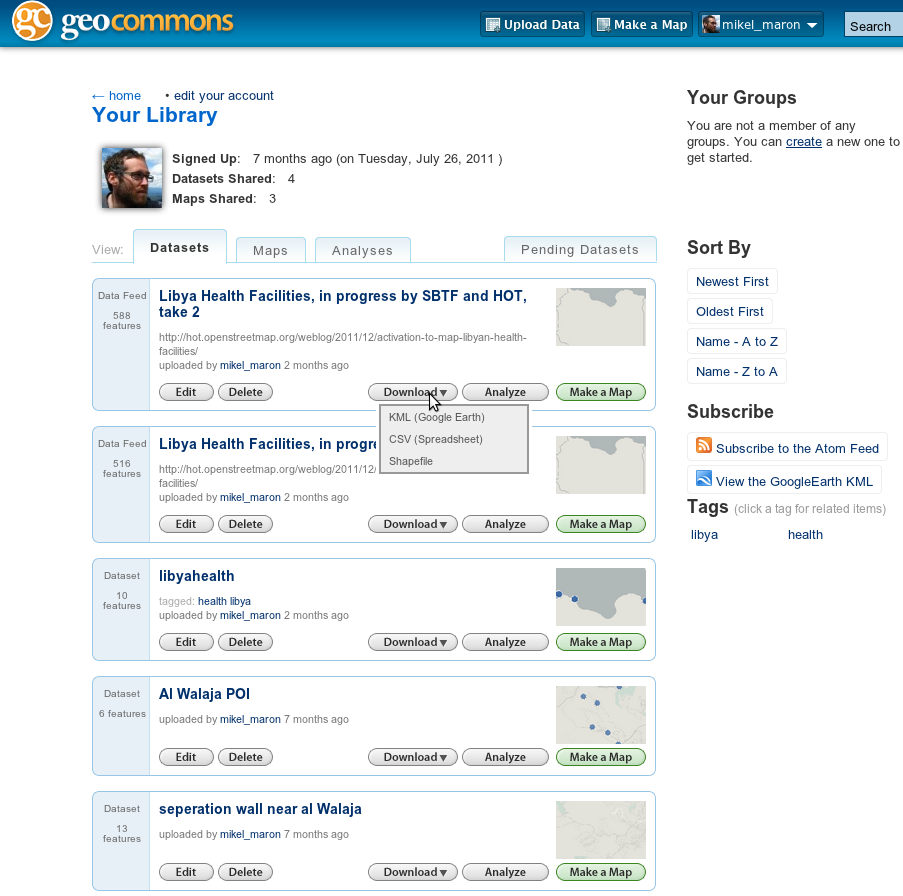 geocommons
Upload Data
Make a Map
mikel_maron
Search
← home
• edit your account
Your Library
Signed Up: 7 months ago (on Tuesday, July 26, 2011 )
Datasets Shared: 4
Maps Shared: 3
View:
Datasets
Maps
Analyses
Pending Datasets
Data Feed
588
features
Libya Health Facilities, in progress by SBTF and HOT,
take 2
http://hot.openstreetmap.org/weblog/2011/12/activation-to-map-libyan-health-
facilities/
uploaded by mikel_maron 2 months ago
Edit
Delete
Download ▾
Analyze
Make a Map
KML (Google Earth)
CSV (Spreadsheet)
Shapefile
Data Feed
516
features
Libya Health Facilities, in progre
http://hot.openstreetmap.org/weblog/2011/12/
facilities/
uploaded by mikel_maron 2 months ago
Edit
Delete
Download ▾
Analyze
Make a Map
Dataset
10
features
libyahealth
tagged: health libya
uploaded by mikel_maron 2 months ago
Edit
Delete
Download ▾
Analyze
Make a Map
Dataset
6 features
Al Walaja POI
uploaded by mikel_maron 7 months ago
Edit
Delete
Download ▾
Analyze
Make a Map
Dataset
13
features
seperation wall near al Walaja
uploaded by mikel_maron 7 months ago
Edit
Delete
Download ▾
Analyze
Make a Map
Your Groups
You are not a member of any
groups. You can create a new one to
get started.
Sort By
Newest First
Oldest First
Name - A to Z
Name - Z to A
Subscribe
Subscribe to the Atom Feed
View the GoogleEarth KML
Tags (click a tag for related items)
libya
health